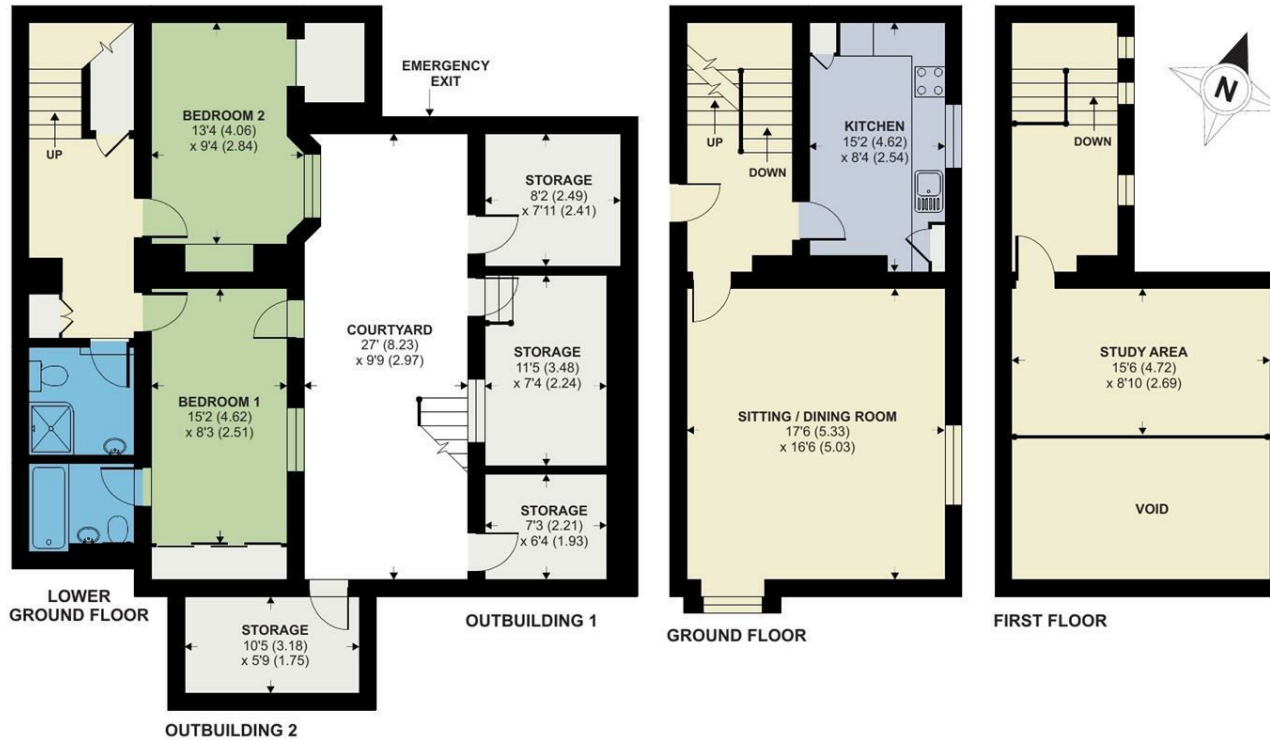 EMERGENCY
EXIT
UP
BEDROOM 2
13'4 (4.06)
x 9'4 (2.84)
STORAGE
8'2 (2.49)
x 7'11 (2.41)
COURTYARD
27' (8.23)
x 9'9 (2.97)
STORAGE
11'5 (3.48)
x 7'4 (2.24)
BEDROOM 1
15'2 (4.62)
x 8'3 (2.51)
STORAGE
7'3 (2.21)
x 6'4 (1.93)
LOWER
GROUND FLOOR
STORAGE
10'5 (3.18)
x 5'9 (1.75)
OUTBUILDING 1
OUTBUILDING 2
UP
DOWN
KITCHEN
15'2 (4.62)
x 8'4 (2.54)
SITTING / DINING ROOM
17'6 (5.33)
x 16'6 (5.03)
GROUND FLOOR
DOWN
N
STUDY AREA
15'6 (4.72)
x 8'10 (2.69)
VOID
FIRST FLOOR